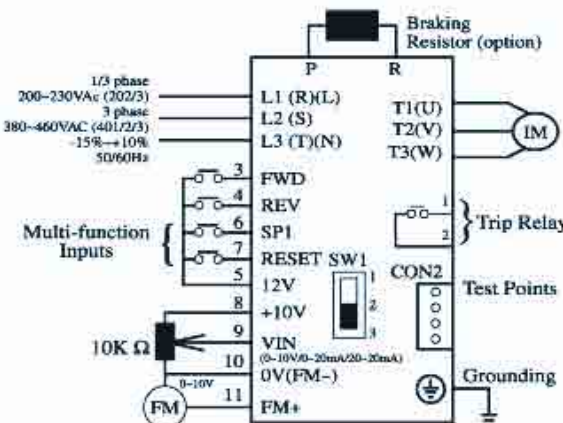 Braking
Resistor (option)
P
R
1/3 phase
200~230VAc (202/3)
3 phase
380~460VAC (401/2/3)
-15%~+10%
50/60Hz
L1 (R)(L)
L2 (S)
L3 (T)(N)
T1(U)
T2(V)
T3(W)
IM
3 FWD
4 REV
6 SP1
7 RESET
5 12V
Multi-function
Inputs
1
2
Trip Relay
SW1
1
2
3
CON2
Test Points
8 +10V
9 VIN
(0~10V/0~20mA/20~20mA)
10K Ω
10 0V(FM-)
0~10V
FM
11 FM+
Grounding